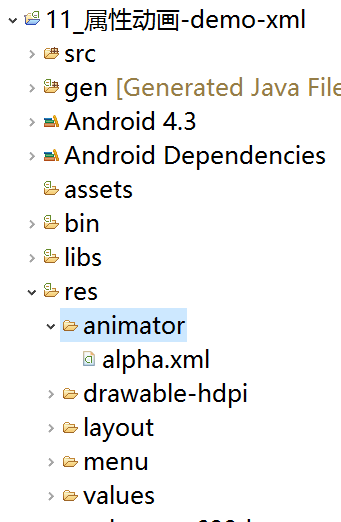 11_属性动画-demo-xml
src
gen [Generated Java File
Android 4.3
Android Dependencies
assets
bin
libs
res
animator
alpha.xml
drawable-hdpi
layout
menu
values